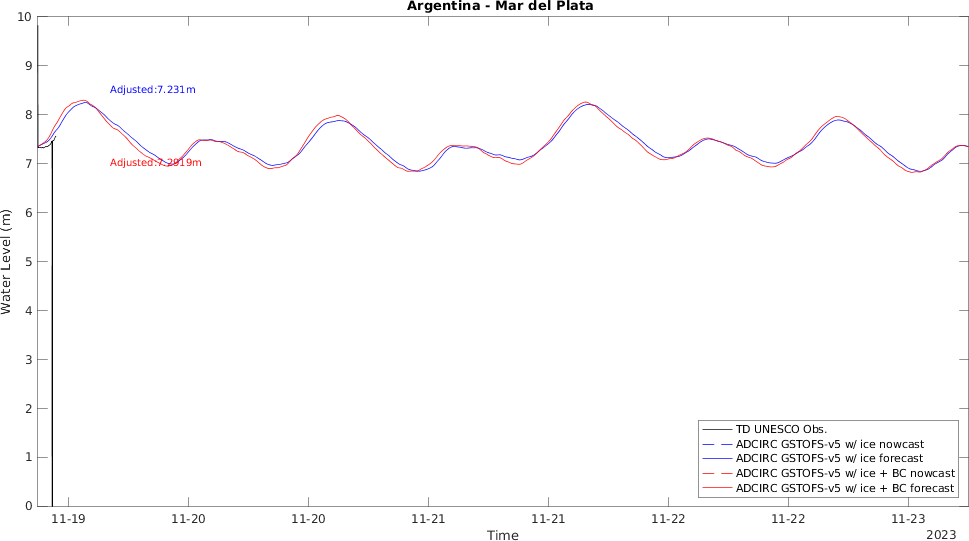 Argentina - Mar del Plata
10
9
8
7
6
5
4
3
2
1
0
Water Level (m)
Adjusted:7.231m
Adjusted:7.2919m
TD UNESCO Obs.
ADCIRC GSTOFS-v5 w/ ice nowcast
ADCIRC GSTOFS-v5 w/ ice forecast
ADCIRC GSTOFS-v5 w/ ice + BC nowcast
ADCIRC GSTOFS-v5 w/ ice + BC forecast
11-19 11-20 11-20 11-21 11-21 11-22 11-22 11-23
Time
2023